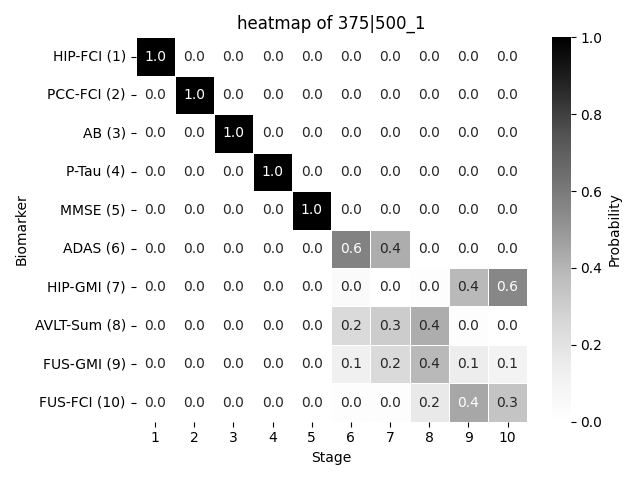 heatmap of 375|500_1
HIP-FCI (1) 1.0 0.0 0.0 0.0 0.0 0.0 0.0 0.0 0.0 0.0
PCC-FCI (2) 0.0 1.0 0.0 0.0 0.0 0.0 0.0 0.0 0.0 0.0
AB (3) 0.0 0.0 1.0 0.0 0.0 0.0 0.0 0.0 0.0 0.0
P-Tau (4) 0.0 0.0 0.0 1.0 0.0 0.0 0.0 0.0 0.0 0.0
MMSE (5) 0.0 0.0 0.0 0.0 1.0 0.0 0.0 0.0 0.0 0.0
ADAS (6) 0.0 0.0 0.0 0.0 0.0 0.6 0.4 0.0 0.0 0.0
HIP-GMI (7) 0.0 0.0 0.0 0.0 0.0 0.0 0.0 0.0 0.4 0.6
AVLT-Sum (8) 0.0 0.0 0.0 0.0 0.0 0.2 0.3 0.4 0.0 0.0
FUS-GMI (9) 0.0 0.0 0.0 0.0 0.0 0.1 0.2 0.4 0.1 0.1
FUS-FCI (10) 0.0 0.0 0.0 0.0 0.0 0.0 0.0 0.2 0.4 0.3
1 2 3 4 5 6 7 8 9 10
Stage
Biomarker
1.0
0.8
0.6
0.4
0.2
0.0
Probability